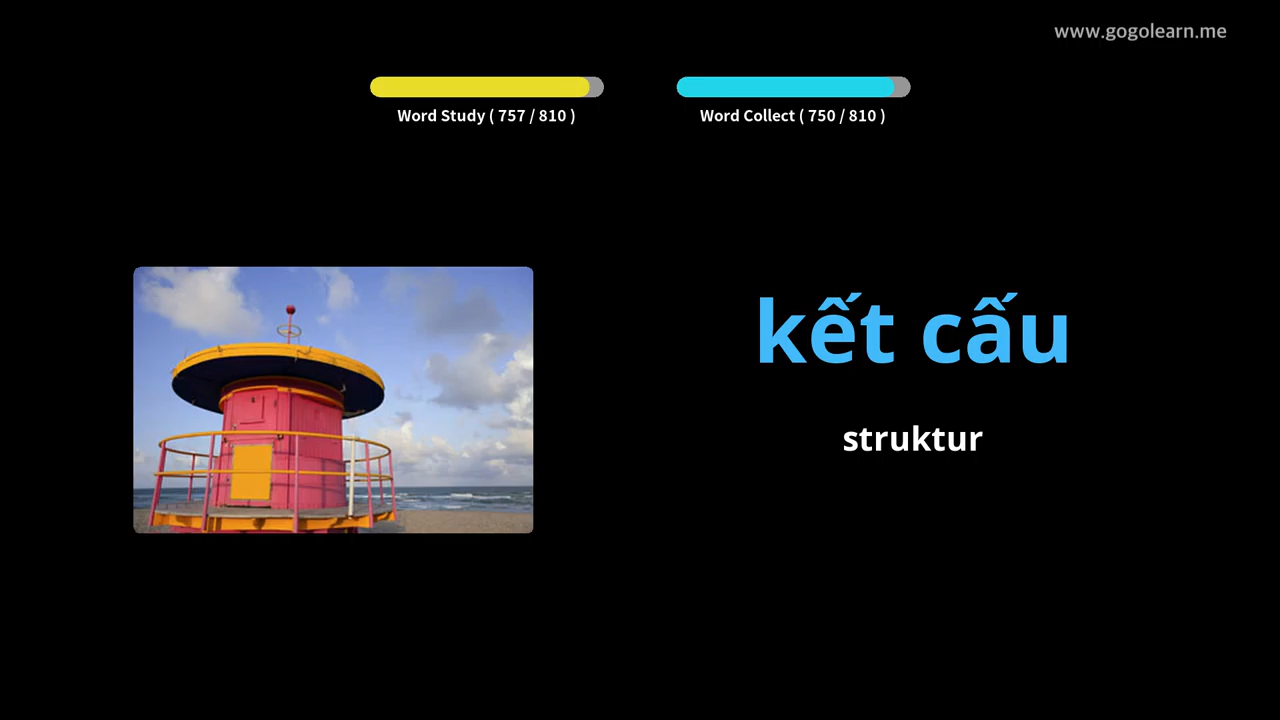 www.gogolearn.me
Word Study ( 757 / 810 )
Word Collect ( 750 / 810 )
kết cấu
struktur